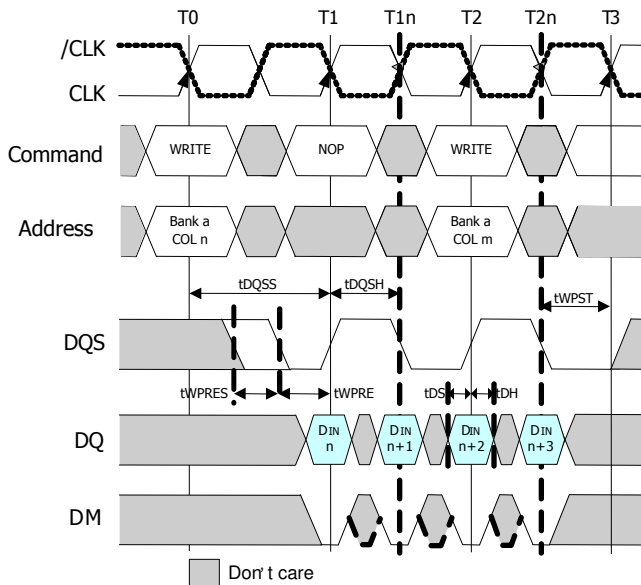 T0 T1 T1n T2 T2n T3
/CLK
CLK
Command WRITE NOP WRITE
Address Bank a COL n Bank a COL m
tDQSS tDQSH tWPST
DQS
tWPRES tWPRE tDS tDH
DQ DIN n DIN n+1 DIN n+2 DIN n+3
DM
Don't care